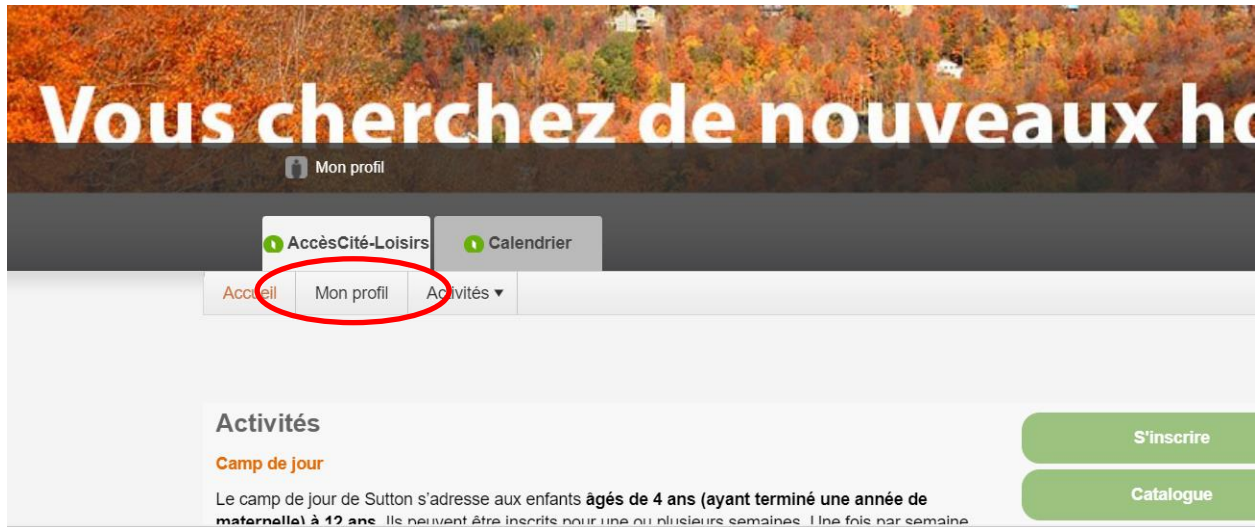 Vous cherchez de nouveaux ho
Mon profil
AccèsCité-Loisirs Calendrier
Accueil Mon profil Activités ▾
Activités
S'inscrire
Camp de jour
Catalogue
Le camp de jour de Sutton s’adresse aux enfants âgés de 4 ans (ayant terminé une année de
maternelle) à 12 ans. Ils peuvent être inscrits pour une ou plusieurs semaines. Une fois par semaine